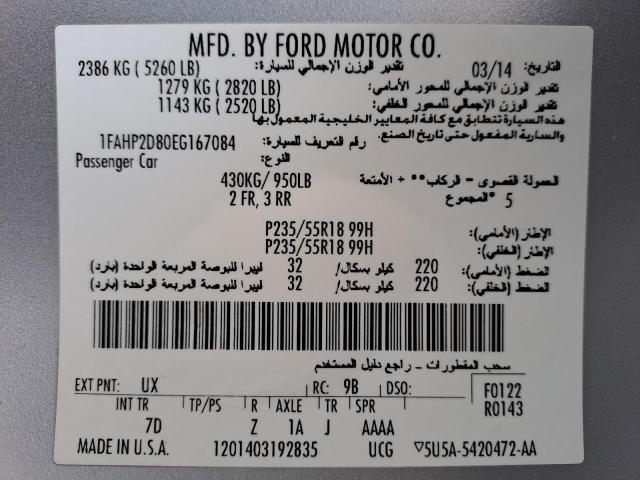 MFD. BY FORD MOTOR CO.
التاريخ: 03/14 تقدير الوزن الإجمالي للسيارة: 2386 KG ( 5260 LB)
تقدير الوزن الإجمالي للمحور الأمامي: 1279 KG ( 2820 LB)
تقدير الوزن الإجمالي للمحور الخلفي: 1143 KG ( 2520 LB)
هذه السيارة تتطابق مع كافة المعايير الخليجية المعمول بها
والسارية المفعول حتى تاريخ الصنع.
رقم التعريف للسيارة: 1FAHP2D80EG167084
النوع: Passenger Car
الحمولة القصوى - الركاب** + الأمتعة 430KG/ 950LB
5 *المجموع 2 FR, 3 RR
الإطار (الأمامي): P235/55R18 99H
الإطار (الخلفي): P235/55R18 99H
الضغط (الأمامي): 220 كيلو بسكال/ 32 ليبرا للبوصة المربعة الواحدة (بارد)
الضغط (الخلفي): 220 كيلو بسكال/ 32 ليبرا للبوصة المربعة الواحدة (بارد)
سحب المقطورات - راجع دليل المستخدم
EXT PNT: UX RC: 9B DSO: F0122
INT TR TP/PS R AXLE TR SPR R0143
7D Z 1A J AAAA
MADE IN U.S.A. 1201403192835 UCG ▽5U5A-5420472-AA